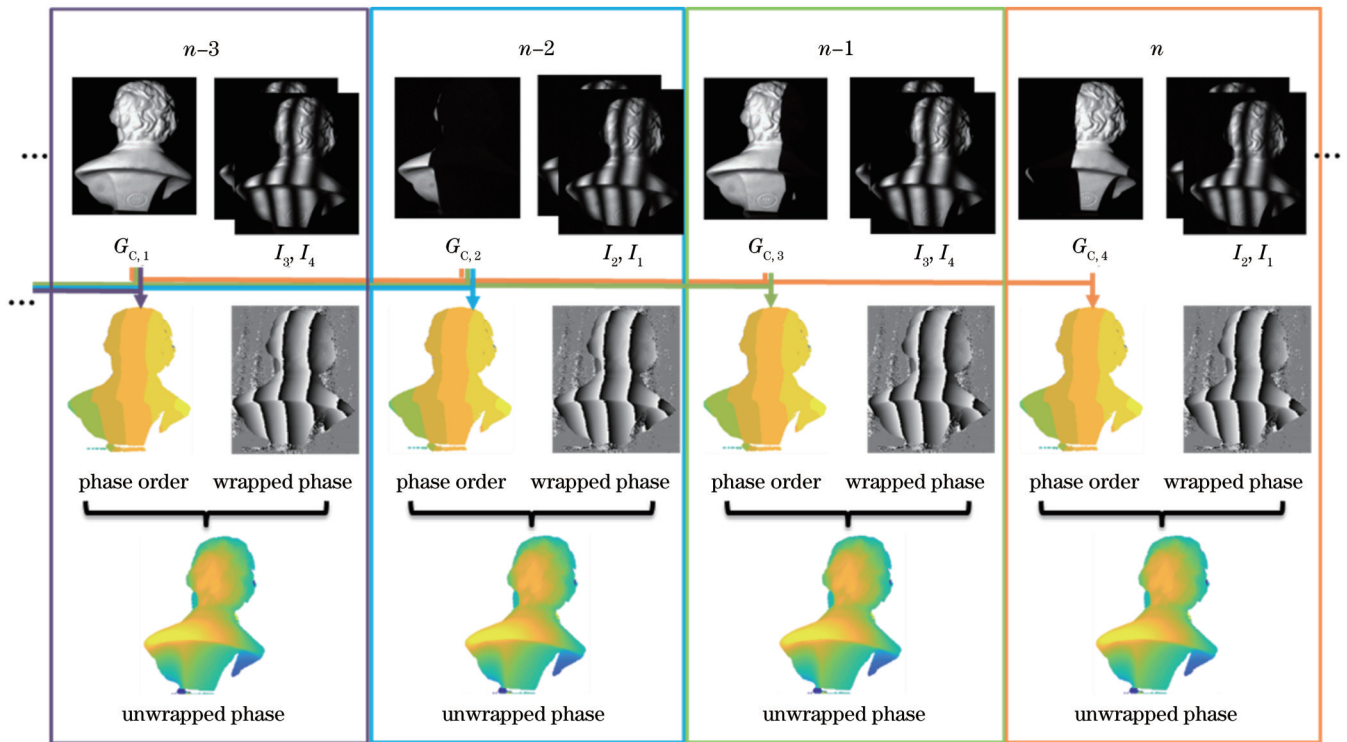 n–3
n–2
n–1
n
...
...
G_C, 1
I_3, I_4
G_C, 2
I_2, I_1
G_C, 3
I_3, I_4
G_C, 4
I_2, I_1
...
phase order
wrapped phase
phase order
wrapped phase
phase order
wrapped phase
phase order
wrapped phase
unwrapped phase
unwrapped phase
unwrapped phase
unwrapped phase